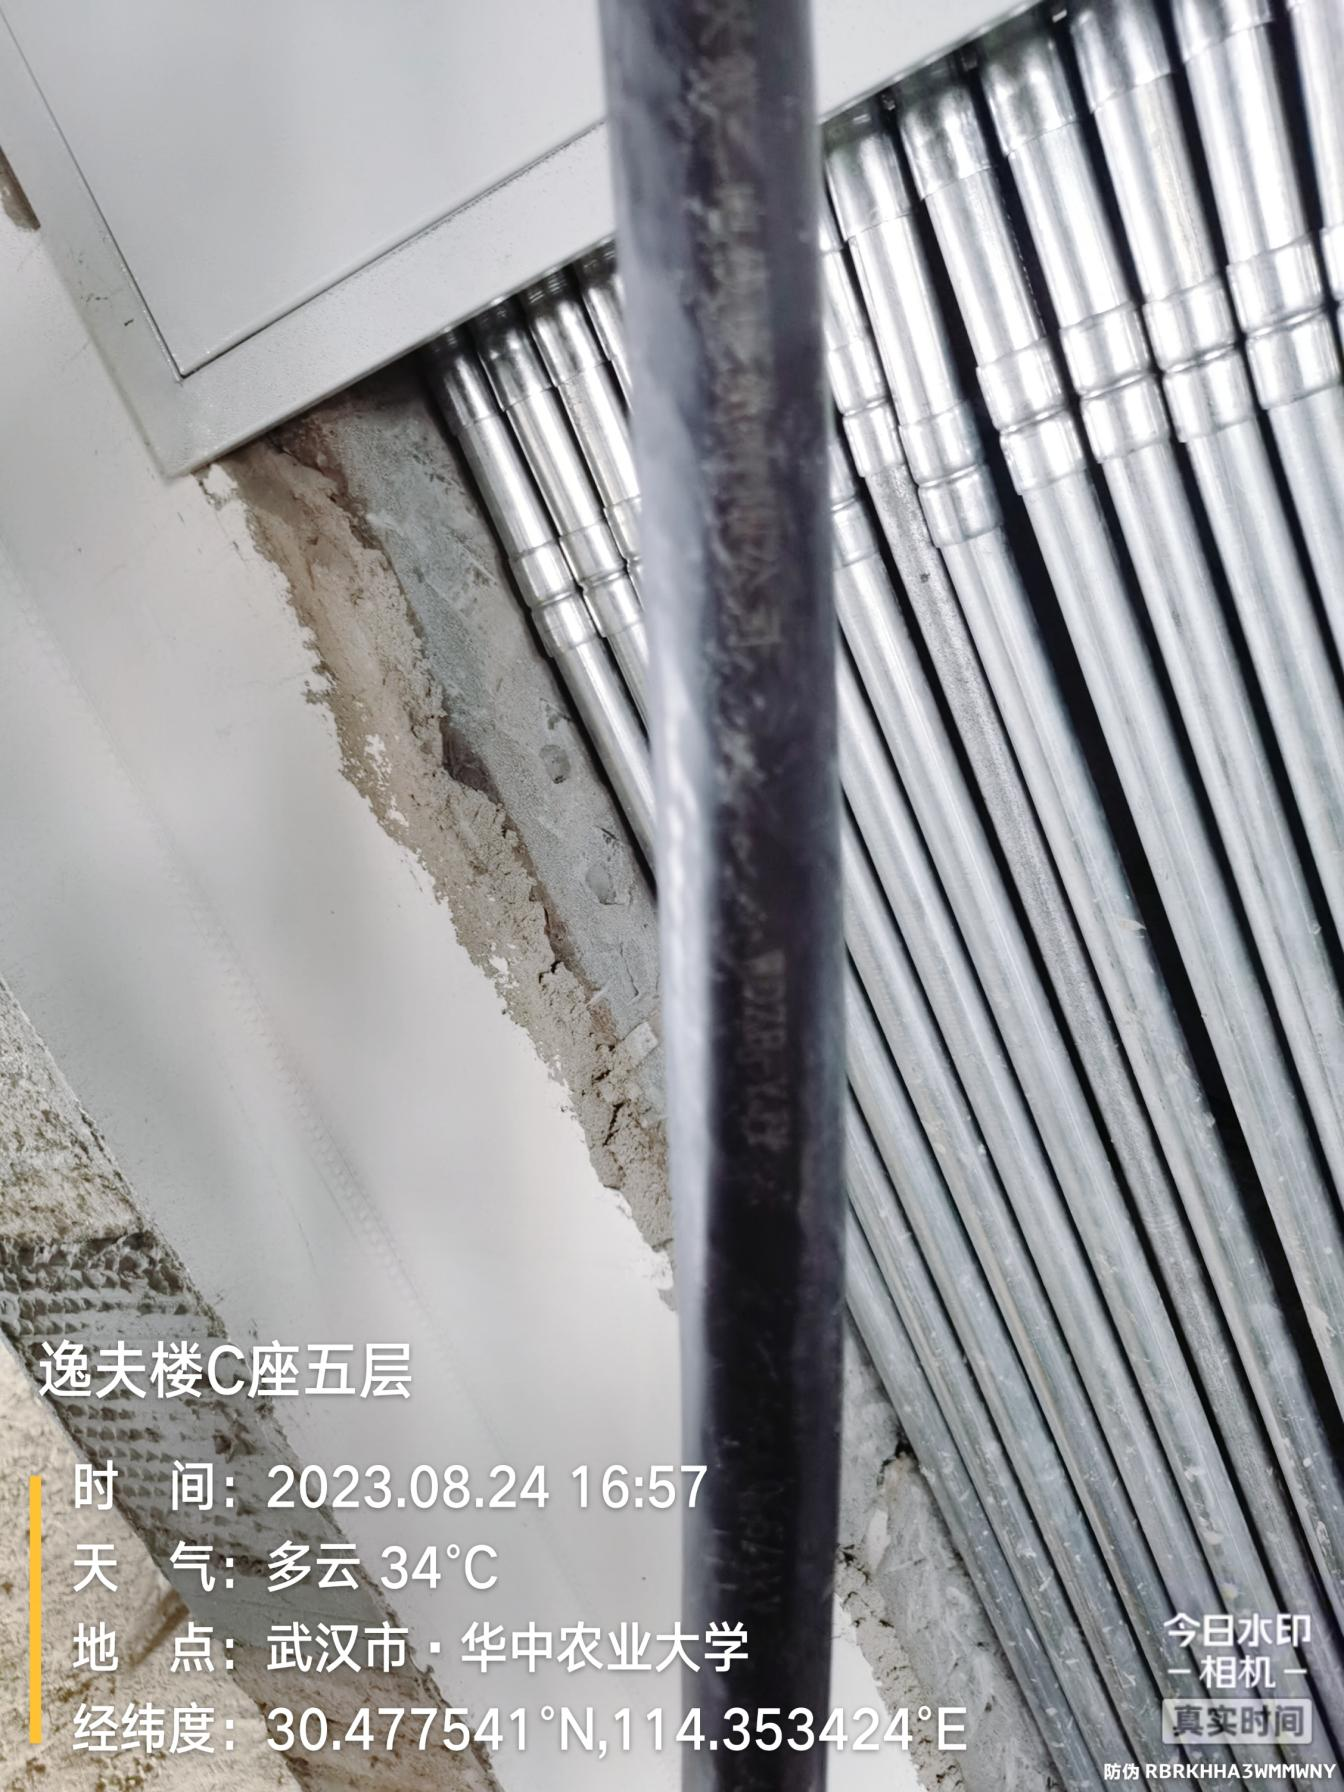 逸夫楼C座五层
时 间：2023.08.24 16:57
天 气：多云 34°C
地 点：武汉市·华中农业大学
经纬度：30.477541°N,114.353424°E
今日水印
相机
真实时间
防伪 RBRKHHA3WMMWNY